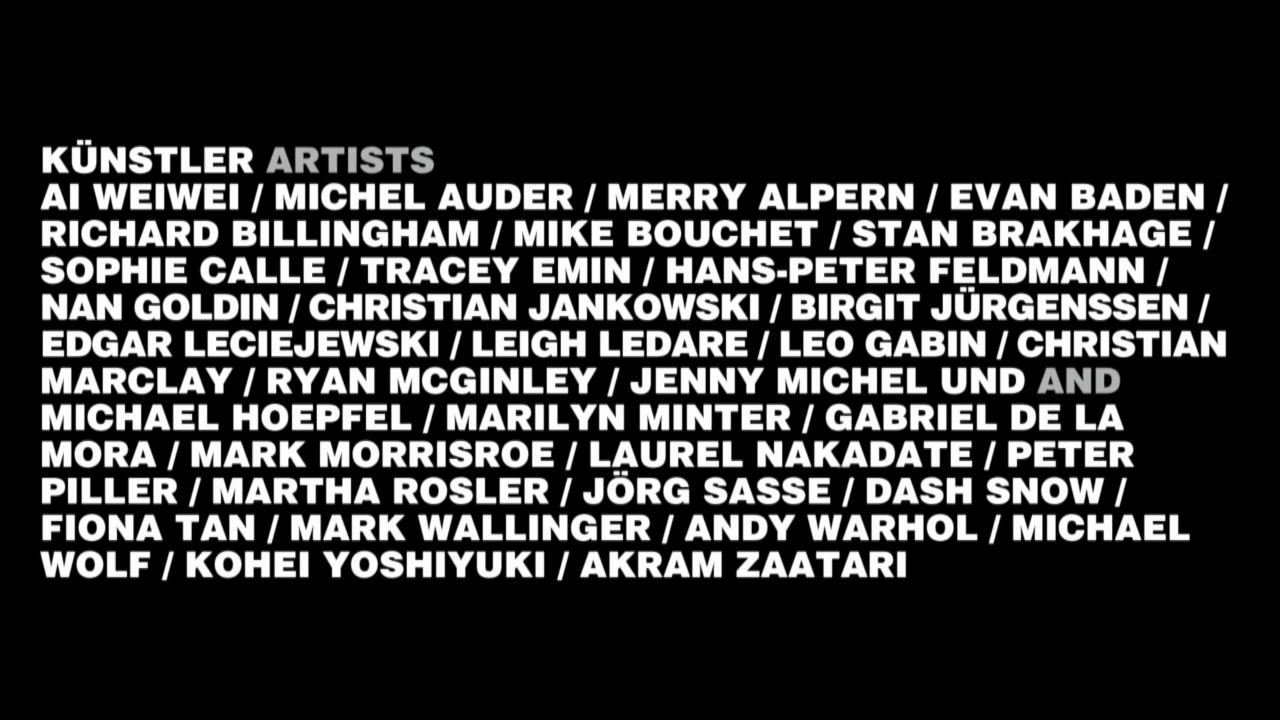 KÜNSTLER ARTISTS
AI WEIWEI / MICHEL AUDER / MERRY ALPERN / EVAN BADEN /
RICHARD BILLINGHAM / MIKE BOUCHET / STAN BRAKHAGE /
SOPHIE CALLE / TRACEY EMIN / HANS-PETER FELDMANN /
NAN GOLDIN / CHRISTIAN JANKOWSKI / BIRGIT JÜRGENSSEN /
EDGAR LECIEJEWSKI / LEIGH LEDARE / LEO GABIN / CHRISTIAN
MARCLAY / RYAN MCGINLEY / JENNY MICHEL UND AND
MICHAEL HOEPFEL / MARILYN MINTER / GABRIEL DE LA
MORA / MARK MORRISROE / LAUREL NAKADATE / PETER
PILLER / MARTHA ROSLER / JÖRG SASSE / DASH SNOW /
FIONA TAN / MARK WALLINGER / ANDY WARHOL / MICHAEL
WOLF / KOHEI YOSHIYUKI / AKRAM ZAATARI